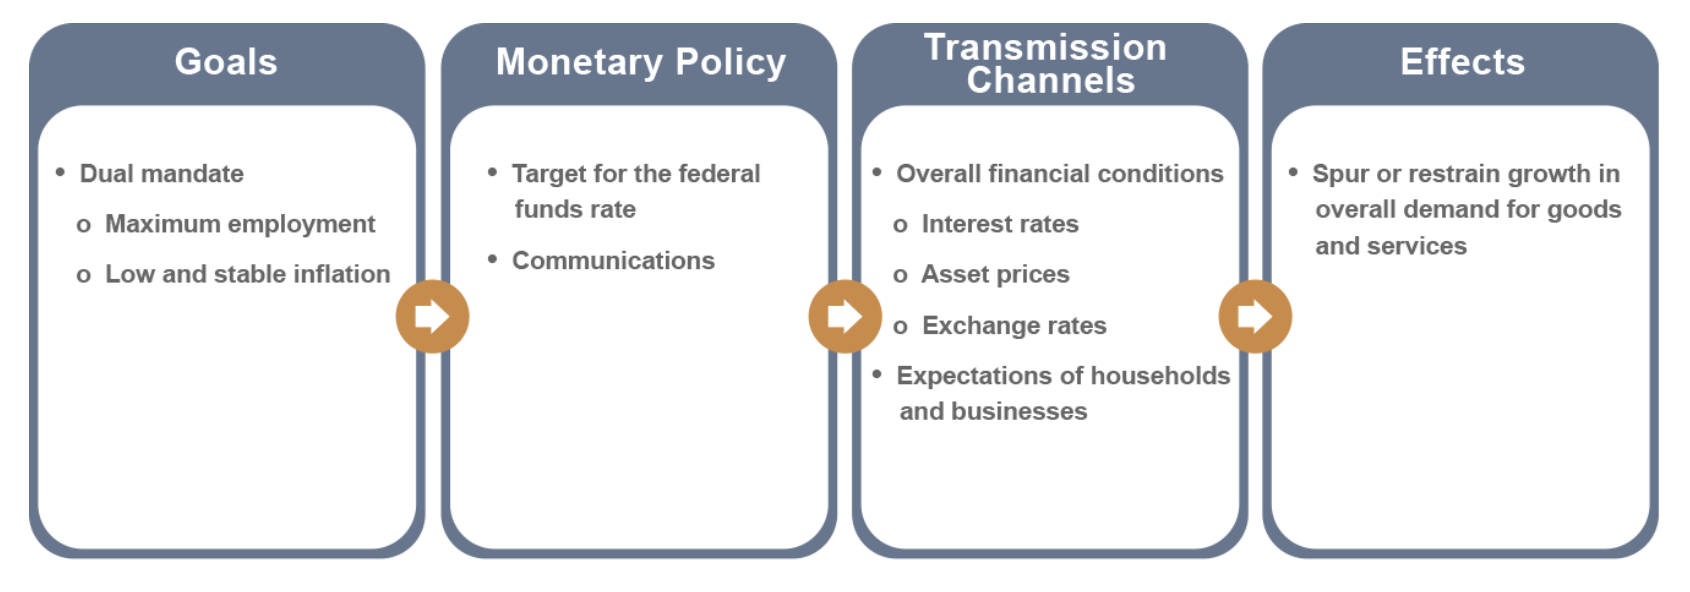 Goals
• Dual mandate
o Maximum employment
o Low and stable inflation
Monetary Policy
• Target for the federal
funds rate
• Communications
Transmission
Channels
• Overall financial conditions
o Interest rates
o Asset prices
o Exchange rates
• Expectations of households
and businesses
Effects
• Spur or restrain growth in
overall demand for goods
and services